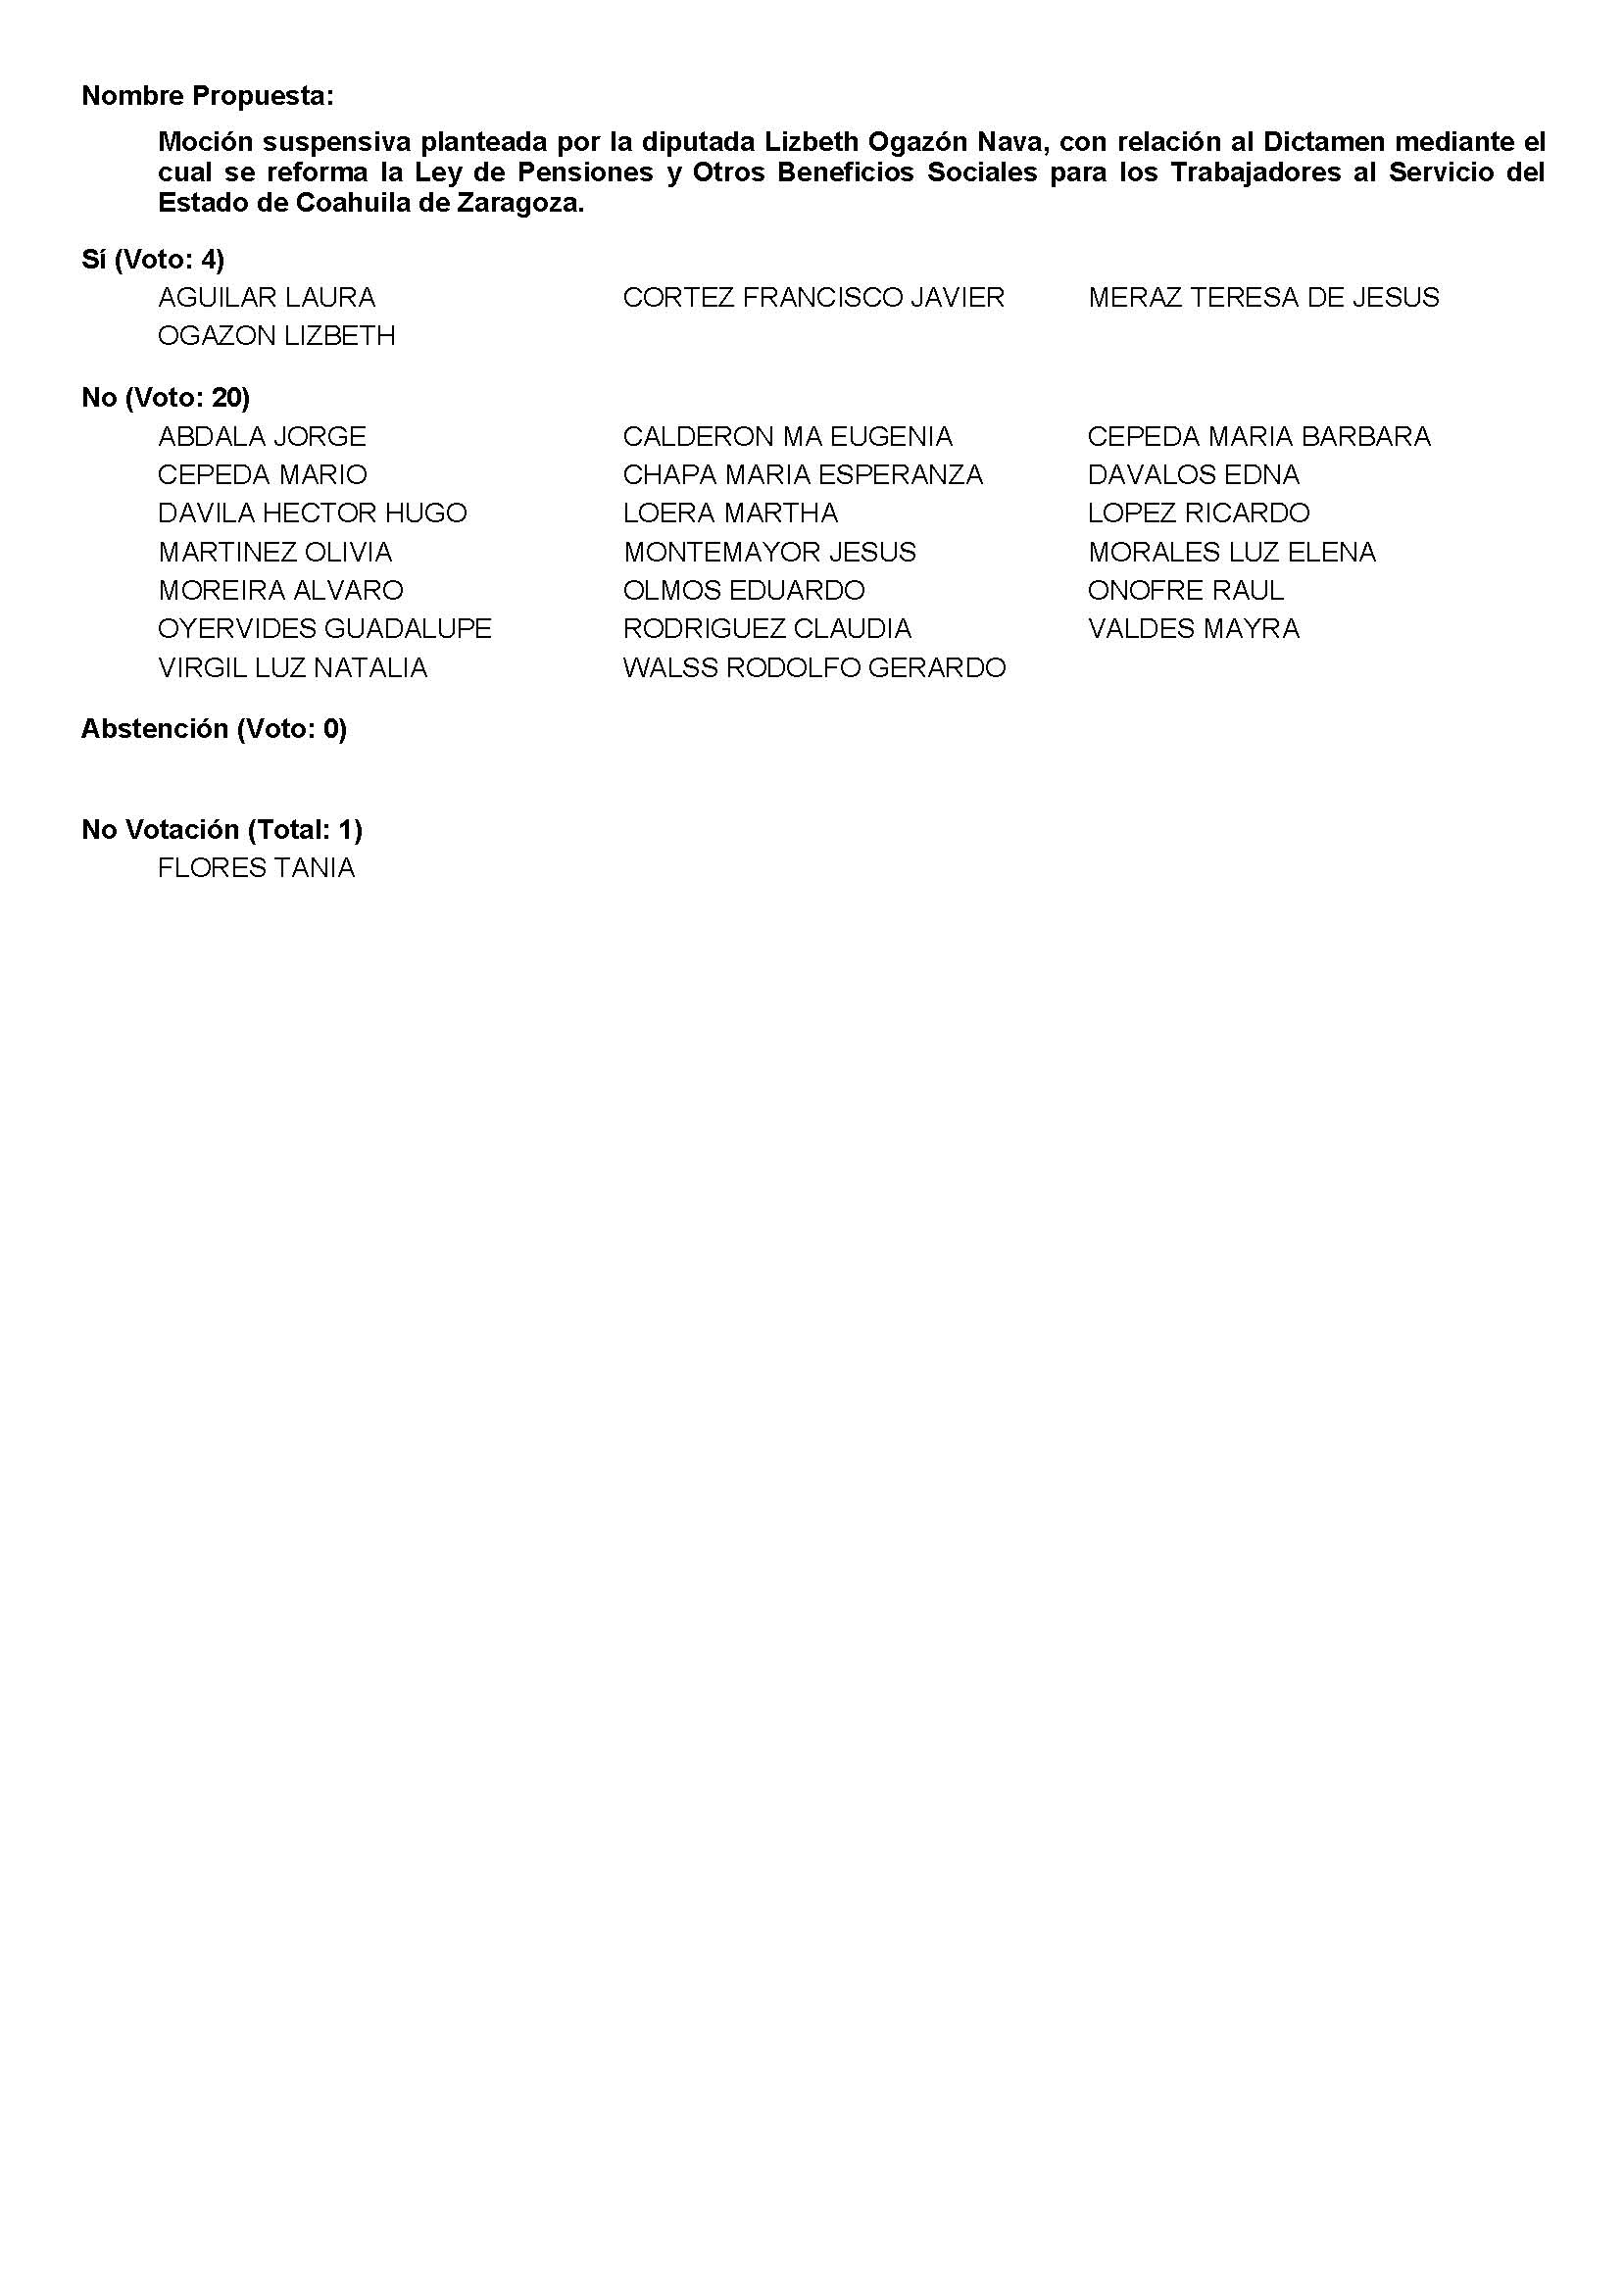 Nombre Propuesta:
Moción suspensiva planteada por la diputada Lizbeth Ogazón Nava, con relación al Dictamen mediante el
cual se reforma la Ley de Pensiones y Otros Beneficios Sociales para los Trabajadores al Servicio del
Estado de Coahuila de Zaragoza.
Sí (Voto: 4)
AGUILAR LAURA CORTEZ FRANCISCO JAVIER MERAZ TERESA DE JESUS
OGAZON LIZBETH
No (Voto: 20)
ABDALA JORGE CALDERON MA EUGENIA CEPEDA MARIA BARBARA
CEPEDA MARIO CHAPA MARIA ESPERANZA DAVALOS EDNA
DAVILA HECTOR HUGO LOERA MARTHA LOPEZ RICARDO
MARTINEZ OLIVIA MONTEMAYOR JESUS MORALES LUZ ELENA
MOREIRA ALVARO OLMOS EDUARDO ONOFRE RAUL
OYERVIDES GUADALUPE RODRIGUEZ CLAUDIA VALDES MAYRA
VIRGIL LUZ NATALIA WALSS RODOLFO GERARDO
Abstención (Voto: 0)
No Votación (Total: 1)
FLORES TANIA